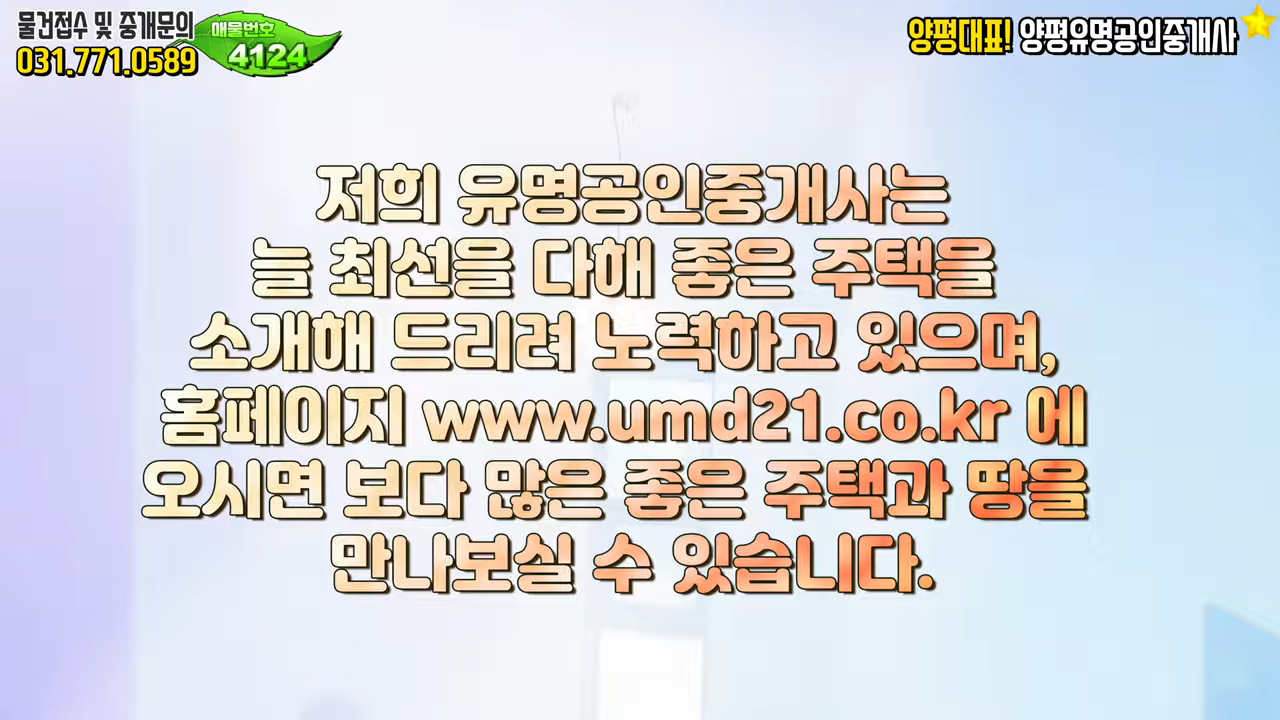 물건접수 및 중개문의
031.771.0589
매물번호
4124
양평대표! 양평유명공인중개사
저희 유명공인중개사는
늘 최선을 다해 좋은 주택을
소개해 드리려 노력하고 있으며,
홈페이지 www.umd21.co.kr 에
오시면 보다 많은 좋은 주택과 땅을
만나보실 수 있습니다.